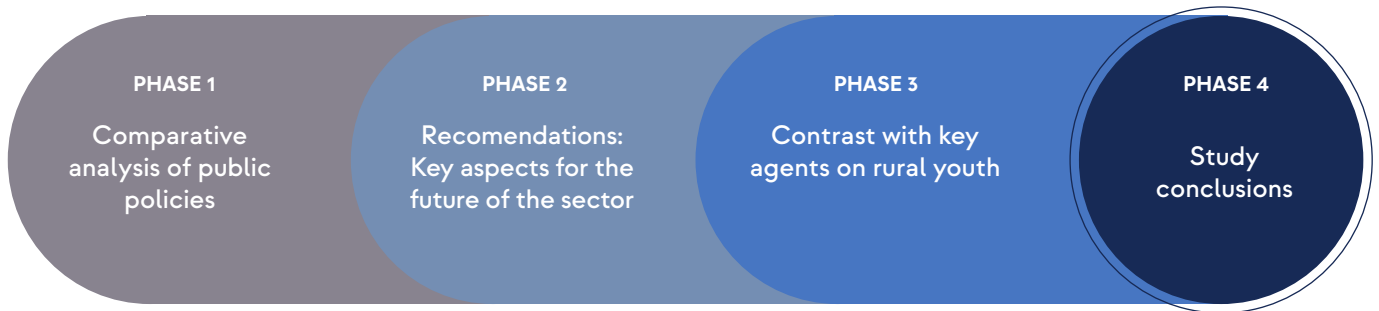 PHASE 1
Comparative
analysis of public
policies
PHASE 2
Recomendations:
Key aspects for the
future of the sector
PHASE 3
Contrast with key
agents on rural youth
PHASE 4
Study
conclusions